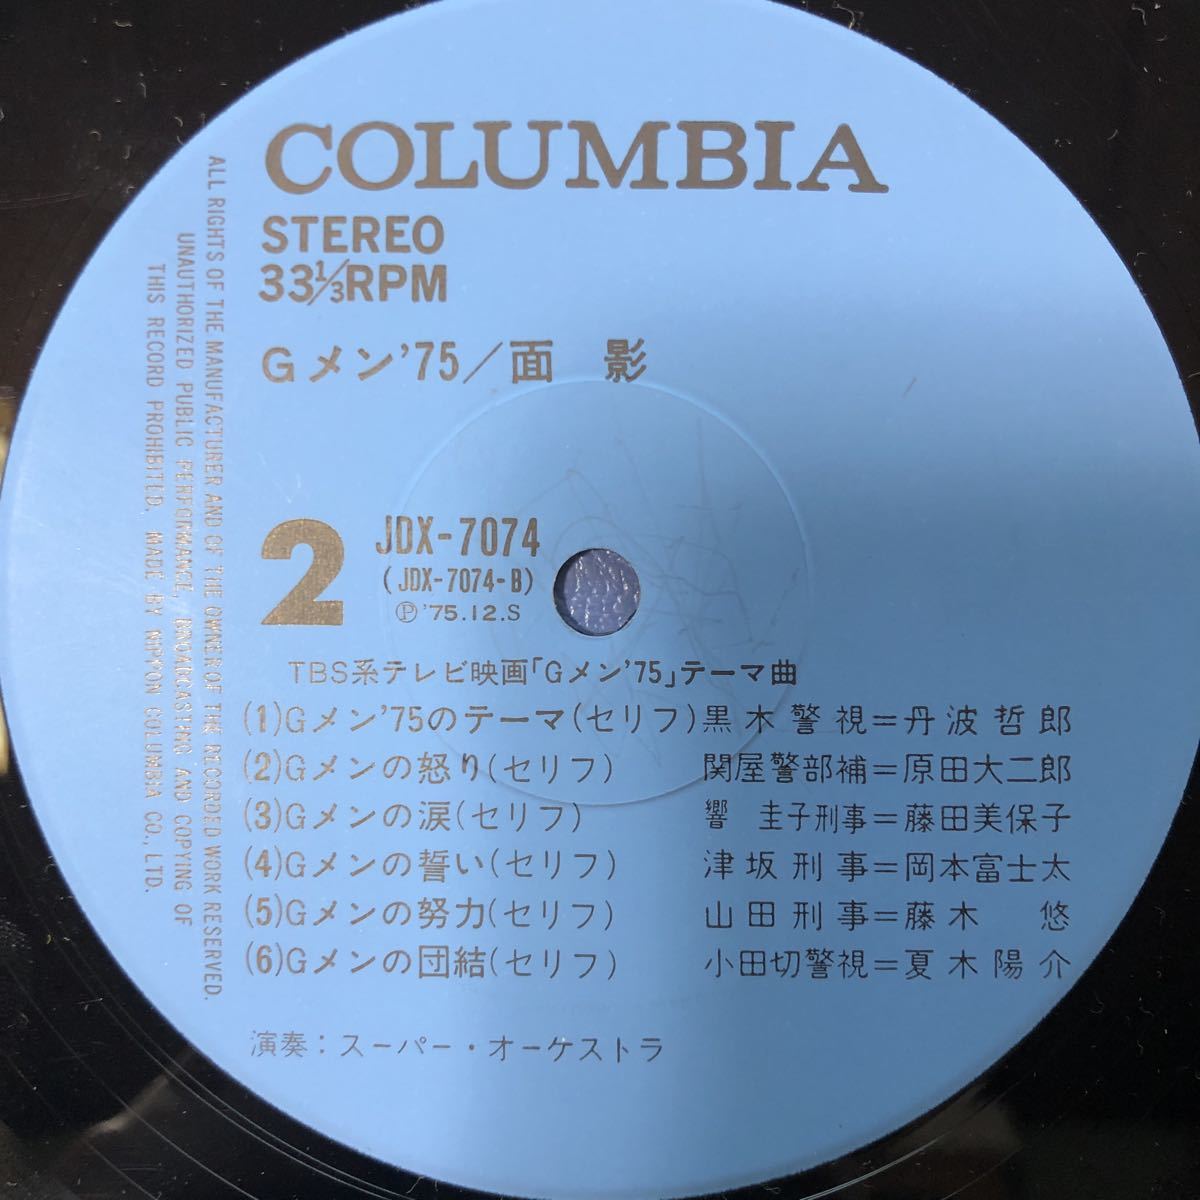 COLUMBIA
STEREO
33⅓RPM
Gメン'75/面 影
2
JDX-7074
(JDX-7074-B)
Ⓟ'75.12.S
TBS系テレビ映画「Gメン'75」テーマ曲
(1)Gメン'75のテーマ(セリフ)黒木警視=丹波哲郎
(2)Gメンの怒り(セリフ) 関屋警部補=原田大二郎
(3)Gメンの涙(セリフ) 響 圭子刑事=藤田美保子
(4)Gメンの誓い(セリフ) 津坂刑事=岡本富士太
(5)Gメンの努力(セリフ) 山田刑事=藤木 悠
(6)Gメンの団結(セリフ) 小田切警視=夏木陽介
演奏:スーパー・オーケストラ
ALL RIGHTS OF THE MANUFACTURER AND OF THE OWNER OF THE RECORDED WORK RESERVED.
UNAUTHORIZED PUBLIC PERFORMANCE, BROADCASTING AND COPYING OF
THIS RECORD PROHIBITED. MADE BY NIPPON COLUMBIA CO., LTD.